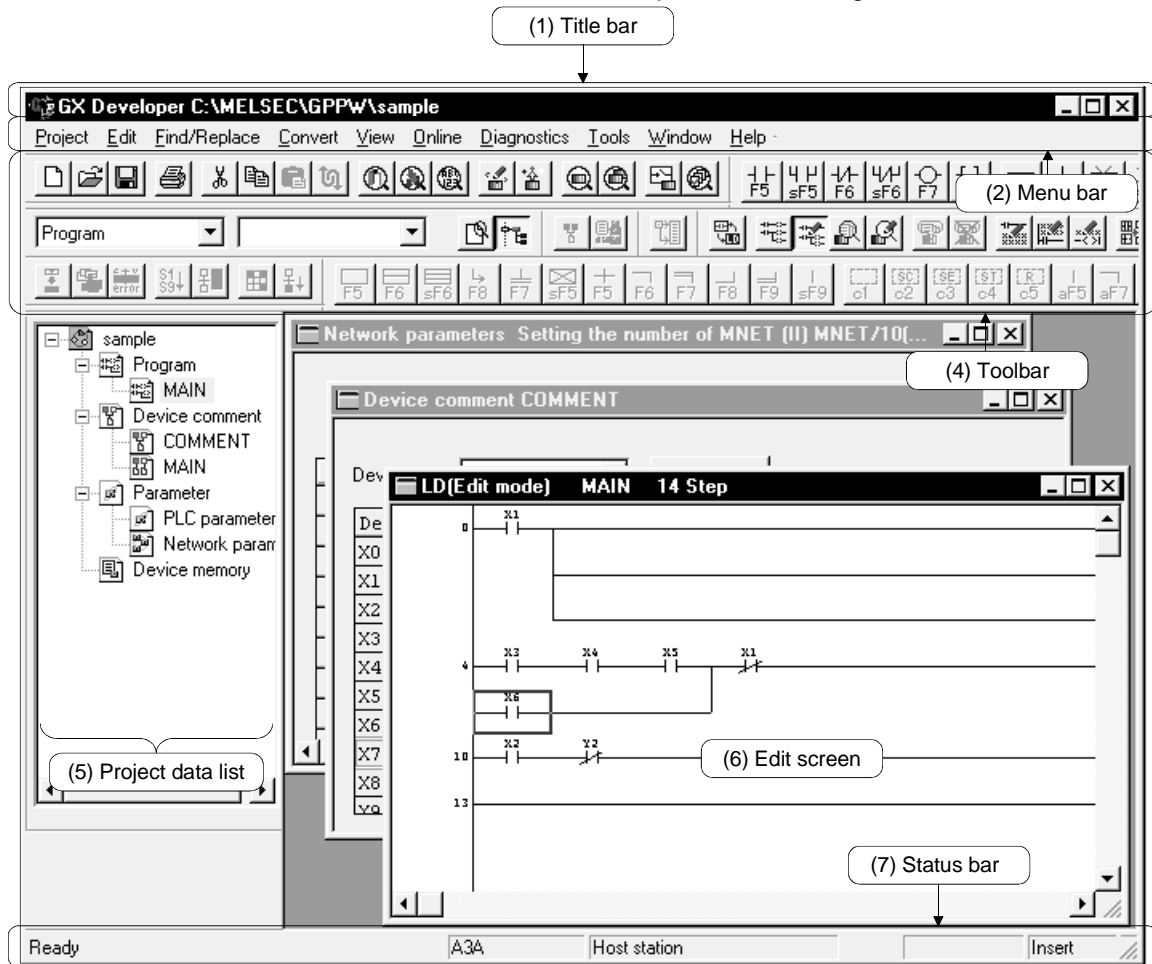 (1) Title bar
GX Developer C:\MELSEC\GPPW\sample
Project Edit Find/Replace Convert View Online Diagnostics Tools Window Help
F5 sF5 F6 sF6 F7
(2) Menu bar
Program
error S1 S9
F5 F6 sF6 F8 F7 sF5 F5 F6 F7 F8 F9 sF9 c1 c2 c3 c4 c5 aF5 aF7
SC SE ST R
sample
Program
MAIN
Device comment
COMMENT
MAIN
Parameter
PLC parameter
Network param
Device memory
(5) Project data list
Network parameters Setting the number of MNET (II) MNET/10(...
(4) Toolbar
Device comment COMMENT
Dev
De
X0
X1
X2
X3
X4
X5
X6
X7
X8
LD(Edit mode) MAIN 14 Step
X1
0
X3 X4 X5 X1
4
X6
X2 Y2
10
(6) Edit screen
13
(7) Status bar
Ready A3A Host station Insert